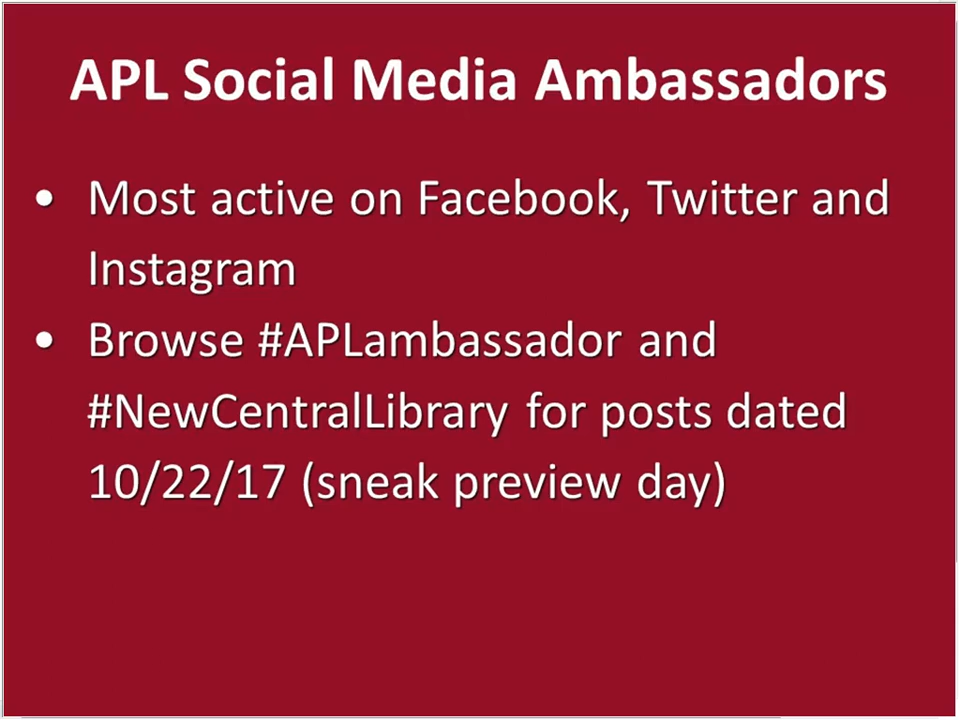 APL Social Media Ambassadors
• Most active on Facebook, Twitter and
Instagram
• Browse #APLambassador and
#NewCentralLibrary for posts dated
10/22/17 (sneak preview day)